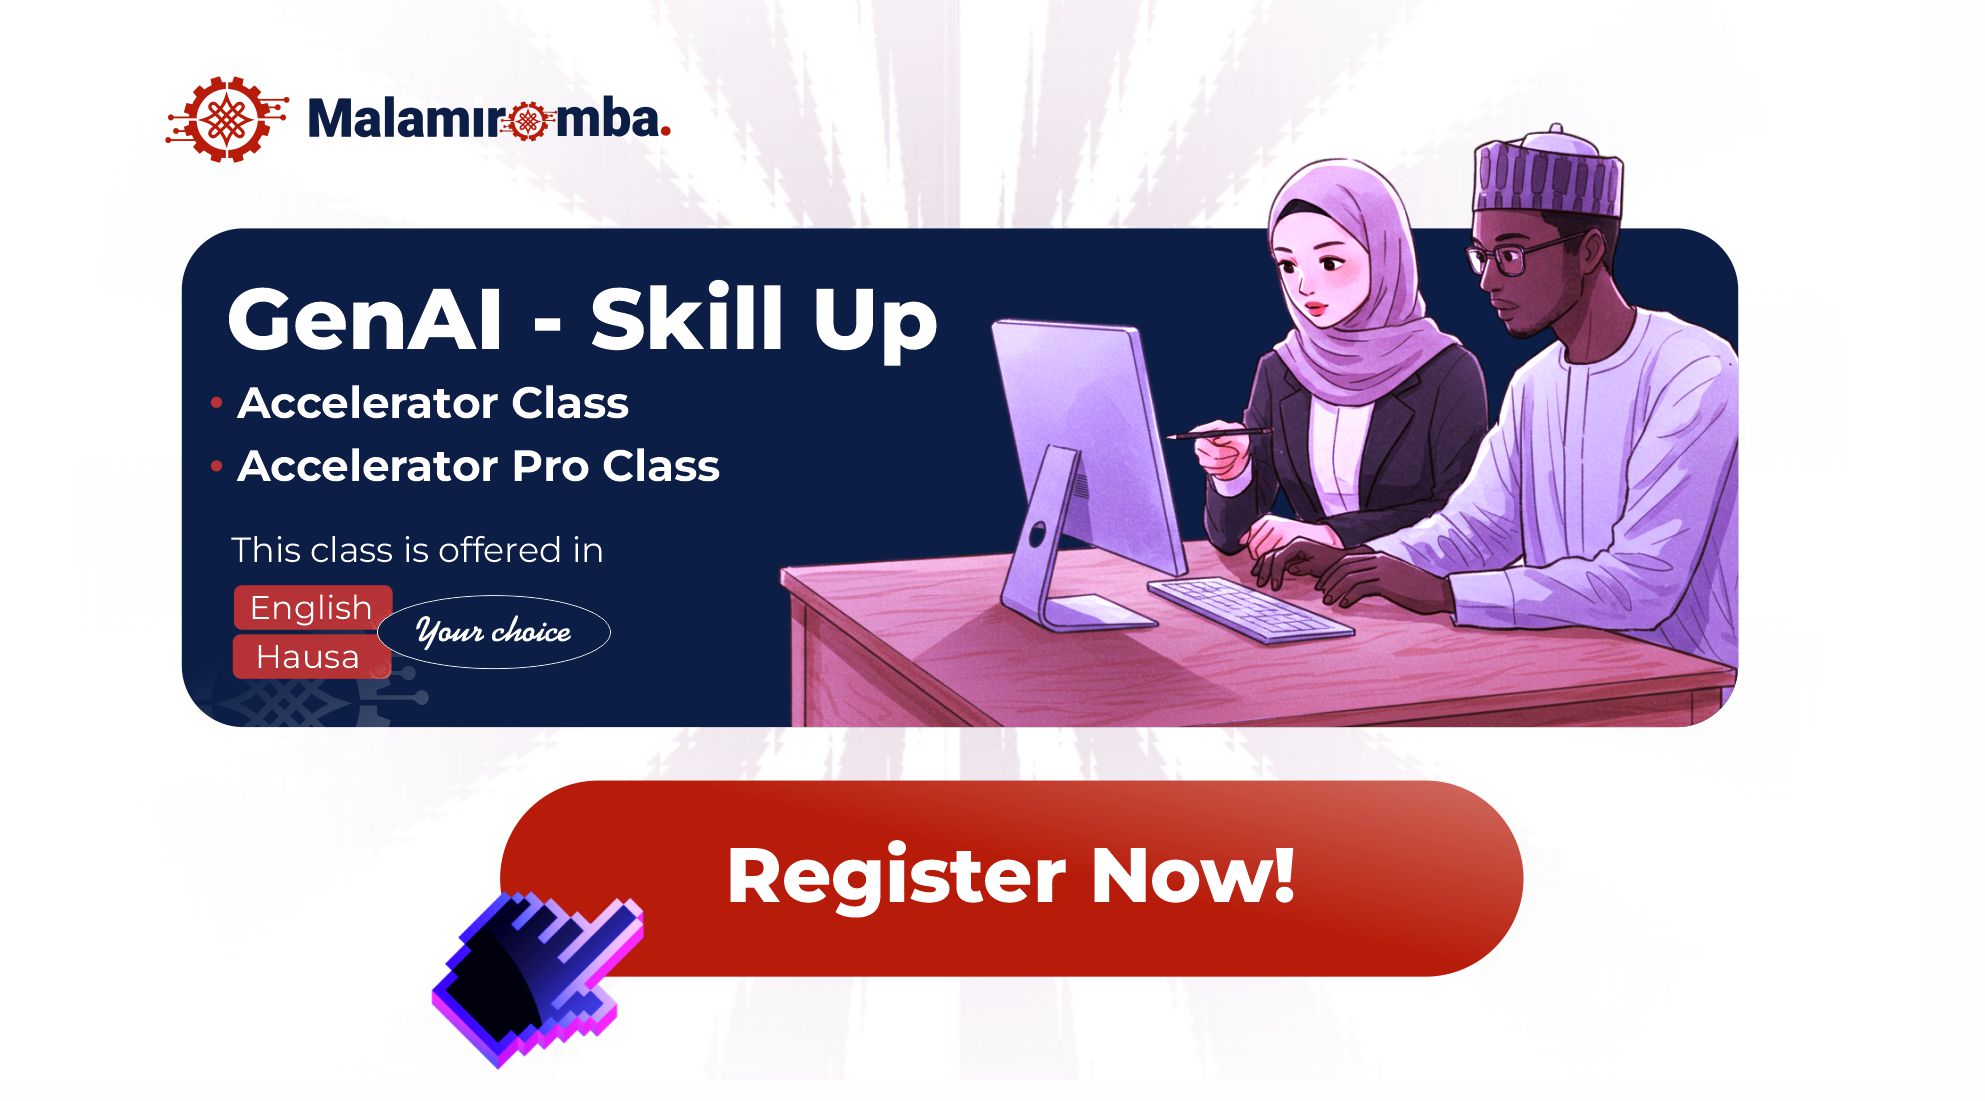 Malamıromba.
GenAI - Skill Up
• Accelerator Class
• Accelerator Pro Class
This class is offered in
English
Hausa
Your choice
Register Now!